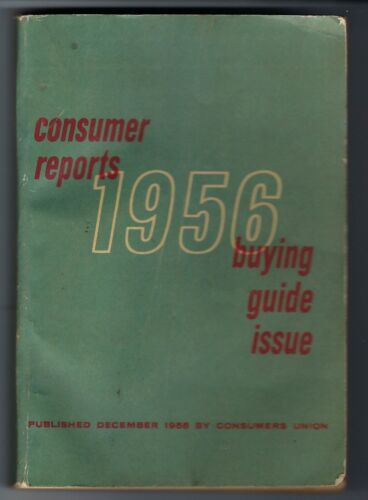 consumer
reports
1956
buying
guide
issue
PUBLISHED DECEMBER 1955 BY CONSUMERS UNION